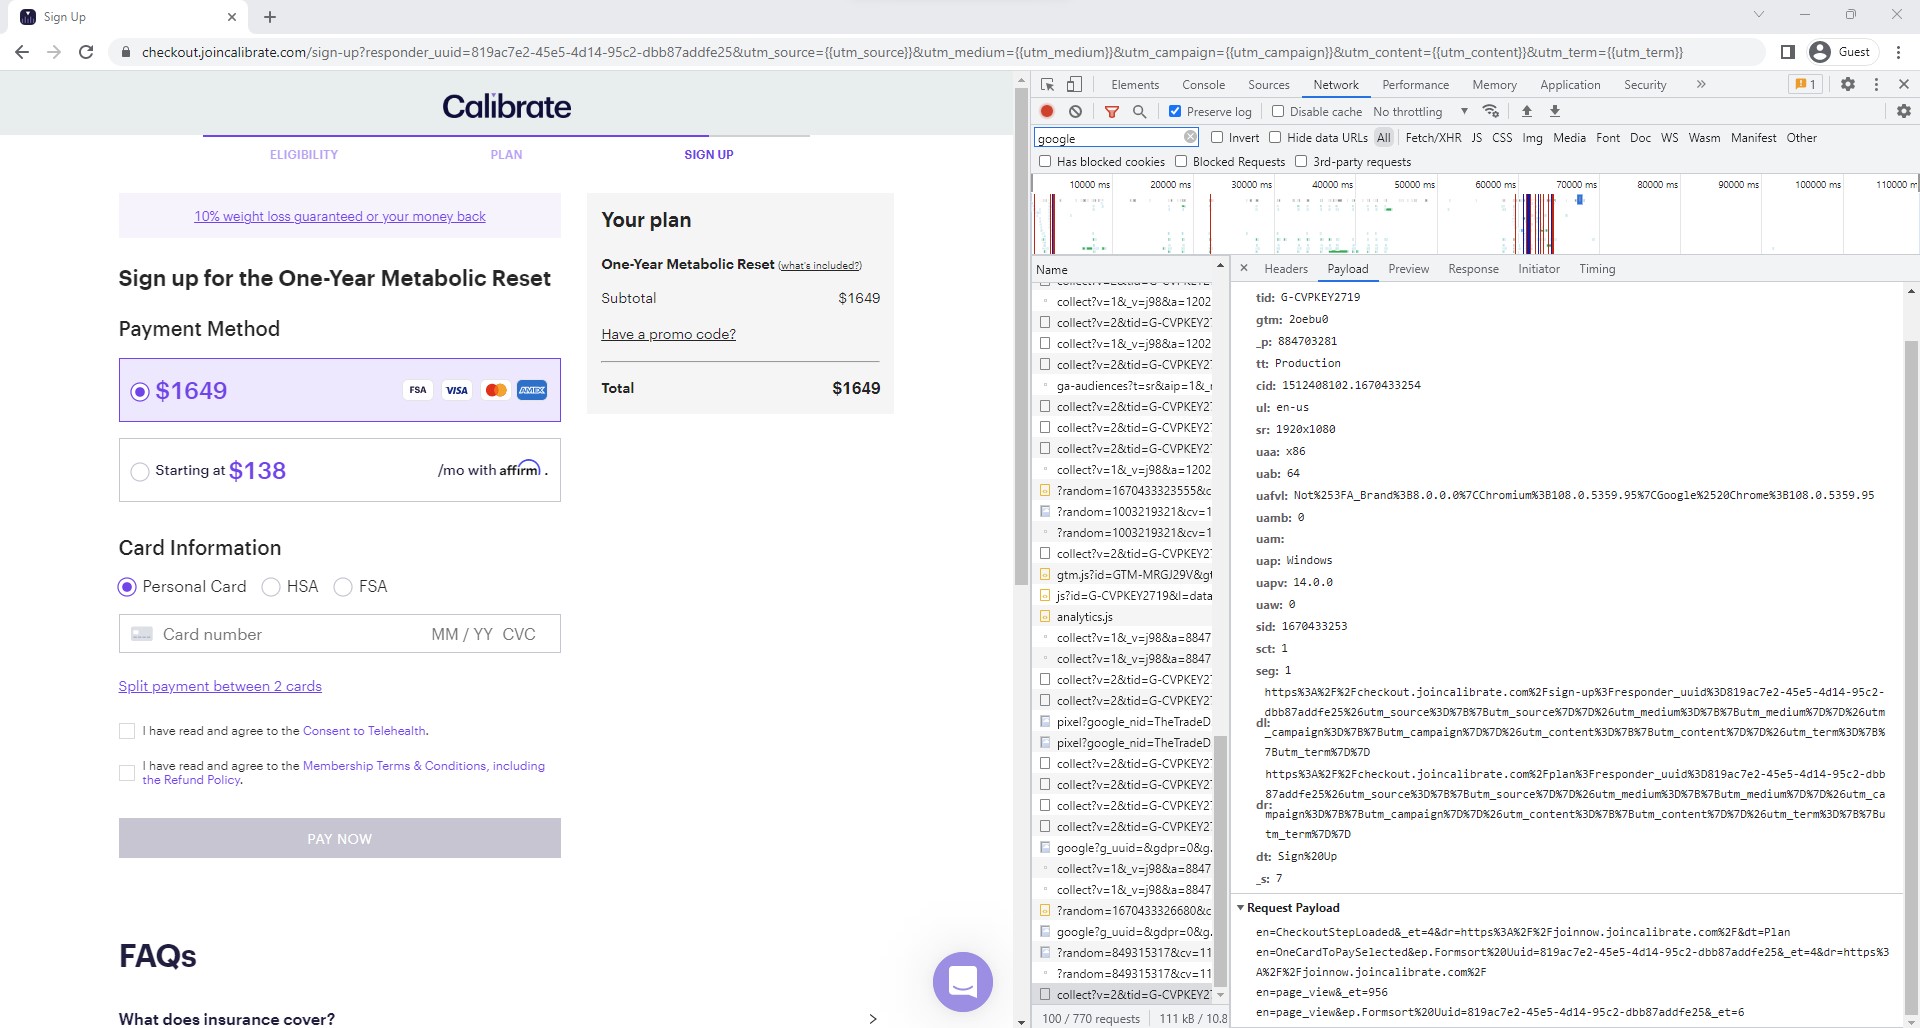 Sign Up
checkout.joincalibrate.com/sign-up?responder_uuid=819ac7e2-45e5-4d14-95c2-dbb87addfe25&utm_source={{utm_source}}&utm_medium={{utm_medium}}&utm_campaign={{utm_campaign}}&utm_content={{utm_content}}&utm_term={{utm_term}}
Guest
Calibrate
ELIGIBILITY PLAN SIGN UP
10% weight loss guaranteed or your money back
Sign up for the One-Year Metabolic Reset
Payment Method
$1649 FSA VISA AMEX
Starting at $138 /mo with affirm.
Card Information
Personal Card HSA FSA
Card number MM / YY CVC
Split payment between 2 cards
I have read and agree to the Consent to Telehealth.
I have read and agree to the Membership Terms & Conditions, including
the Refund Policy.
PAY NOW
FAQs
What does insurance cover?
Your plan
One-Year Metabolic Reset (what's included?)
Subtotal $1649
Have a promo code?
Total $1649
Elements Console Sources Network Performance Memory Application Security 1
Preserve log Disable cache No throttling
google Invert Hide data URLs All Fetch/XHR JS CSS Img Media Font Doc WS Wasm Manifest Other
Has blocked cookies Blocked Requests 3rd-party requests
10000 ms 20000 ms 30000 ms 40000 ms 50000 ms 60000 ms 70000 ms 80000 ms 90000 ms 100000 ms 110000 m
Name
collect?v=1&_v=j98&a=1202
collect?v=2&tid=G-CVPKEY27
collect?v=1&_v=j98&a=1202
collect?v=2&tid=G-CVPKEY27
ga-audiences?t=sr&aip=1&_r
collect?v=2&tid=G-CVPKEY27
collect?v=2&tid=G-CVPKEY27
collect?v=2&tid=G-CVPKEY27
collect?v=1&_v=j98&a=1202
?random=1670433323555&c
?random=1003219321&cv=1
?random=1003219321&cv=1
collect?v=2&tid=G-CVPKEY27
gtm.js?id=GTM-MRGJ29V&gt
js?id=G-CVPKEY2719&l=data
analytics.js
collect?v=1&_v=j98&a=8847
collect?v=1&_v=j98&a=8847
collect?v=2&tid=G-CVPKEY27
collect?v=2&tid=G-CVPKEY27
pixel?google_nid=TheTradeD
pixel?google_nid=TheTradeD
collect?v=2&tid=G-CVPKEY27
collect?v=2&tid=G-CVPKEY27
collect?v=2&tid=G-CVPKEY27
collect?v=2&tid=G-CVPKEY27
google?g_uuid=&gdpr=0&g.
collect?v=1&_v=j98&a=8847
collect?v=1&_v=j98&a=8847
?random=1670433326680&c
google?g_uuid=&gdpr=0&g.
?random=849315317&cv=11
?random=849315317&cv=11
collect?v=2&tid=G-CVPKEY27
100 / 770 requests 111 kB / 10.8
Headers Payload Preview Response Initiator Timing
tid: G-CVPKEY2719
gtm: 2oebu0
_p: 884703281
tt: Production
cid: 1512408102.1670433254
ul: en-us
sr: 1920x1080
uaa: x86
uab: 64
uafvl: Not%253FA_Brand%3B8.0.0.0%7CChromium%3B108.0.5359.95%7CGoogle%2520Chrome%3B108.0.5359.95
uamb: 0
uam:
uap: Windows
uapv: 14.0.0
uaw: 0
sid: 1670433253
sct: 1
seg: 1
dl: https%3A%2F%2Fcheckout.joincalibrate.com%2Fsign-up%3Fresponder_uuid%3D819ac7e2-45e5-4d14-95c2-
dbb87addfe25%26utm_source%3D%7B%7Butm_source%7D%7D%26utm_medium%3D%7B%7Butm_medium%7D%7D%26utm
_campaign%3D%7B%7Butm_campaign%7D%7D%26utm_content%3D%7B%7Butm_content%7D%7D%26utm_term%3D%7B%
7Butm_term%7D%7D
dr: https%3A%2F%2Fcheckout.joincalibrate.com%2Fplan%3Fresponder_uuid%3D819ac7e2-45e5-4d14-95c2-dbb
87addfe25%26utm_source%3D%7B%7Butm_source%7D%7D%26utm_medium%3D%7B%7Butm_medium%7D%7D%26utm_ca
mpaign%3D%7B%7Butm_campaign%7D%7D%26utm_content%3D%7B%7Butm_content%7D%7D%26utm_term%3D%7B%7Bu
tm_term%7D%7D
dt: Sign%20Up
_s: 7
Request Payload
en=CheckoutStepLoaded&_et=4&dr=https%3A%2F%2Fjoinnow.joincalibrate.com%2F&dt=Plan
en=OneCardToPaySelected&ep.Formsort%20Uuid=819ac7e2-45e5-4d14-95c2-dbb87addfe25&_et=4&dr=https%3
A%2F%2Fjoinnow.joincalibrate.com%2F
en=page_view&_et=956
en=page_view&ep.Formsort%20Uuid=819ac7e2-45e5-4d14-95c2-dbb87addfe25&_et=6